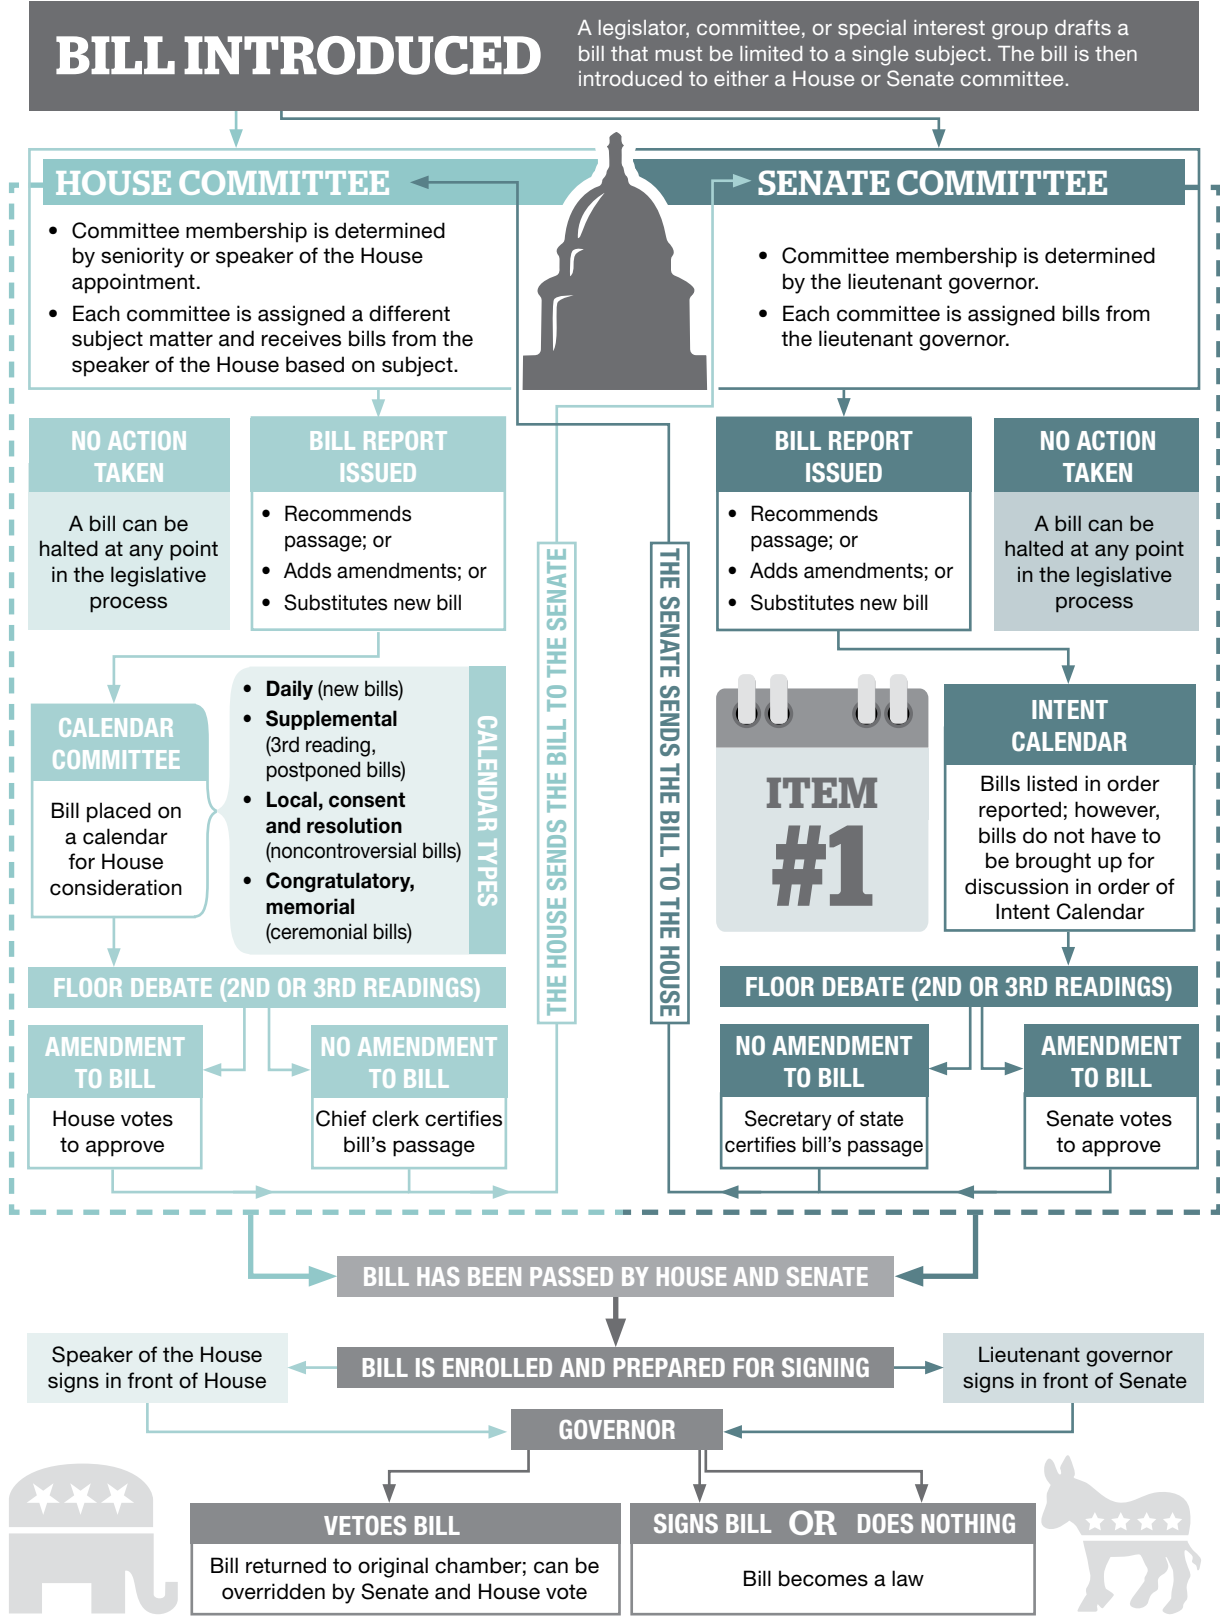 BILL INTRODUCED
A legislator, committee, or special interest group drafts a
bill that must be limited to a single subject. The bill is then
introduced to either a House or Senate committee.
HOUSE COMMITTEE
• Committee membership is determined
by seniority or speaker of the House
appointment.
• Each committee is assigned a different
subject matter and receives bills from the
speaker of the House based on subject.
SENATE COMMITTEE
• Committee membership is determined
by the lieutenant governor.
• Each committee is assigned bills from
the lieutenant governor.
NO ACTION
TAKEN
A bill can be
halted at any point
in the legislative
process
BILL REPORT
ISSUED
• Recommends
passage; or
• Adds amendments; or
• Substitutes new bill
BILL REPORT
ISSUED
• Recommends
passage; or
• Adds amendments; or
• Substitutes new bill
NO ACTION
TAKEN
A bill can be
halted at any point
in the legislative
process
CALENDAR
COMMITTEE
Bill placed on
a calendar
for House
consideration
• Daily (new bills)
• Supplemental
(3rd reading,
postponed bills)
• Local, consent
and resolution
(noncontroversial bills)
• Congratulatory,
memorial
(ceremonial bills)
CALENDAR TYPES
THE HOUSE SENDS THE BILL TO THE SENATE
THE SENATE SENDS THE BILL TO THE HOUSE
ITEM
#1
INTENT
CALENDAR
Bills listed in order
reported; however,
bills do not have to
be brought up for
discussion in order of
Intent Calendar
FLOOR DEBATE (2ND OR 3RD READINGS)
AMENDMENT
TO BILL
House votes
to approve
NO AMENDMENT
TO BILL
Chief clerk certifies
bill's passage
FLOOR DEBATE (2ND OR 3RD READINGS)
NO AMENDMENT
TO BILL
Secretary of state
certifies bill's passage
AMENDMENT
TO BILL
Senate votes
to approve
BILL HAS BEEN PASSED BY HOUSE AND SENATE
Speaker of the House
signs in front of House
BILL IS ENROLLED AND PREPARED FOR SIGNING
Lieutenant governor
signs in front of Senate
GOVERNOR
VETOES BILL
Bill returned to original chamber; can be
overridden by Senate and House vote
SIGNS BILL OR DOES NOTHING
Bill becomes a law